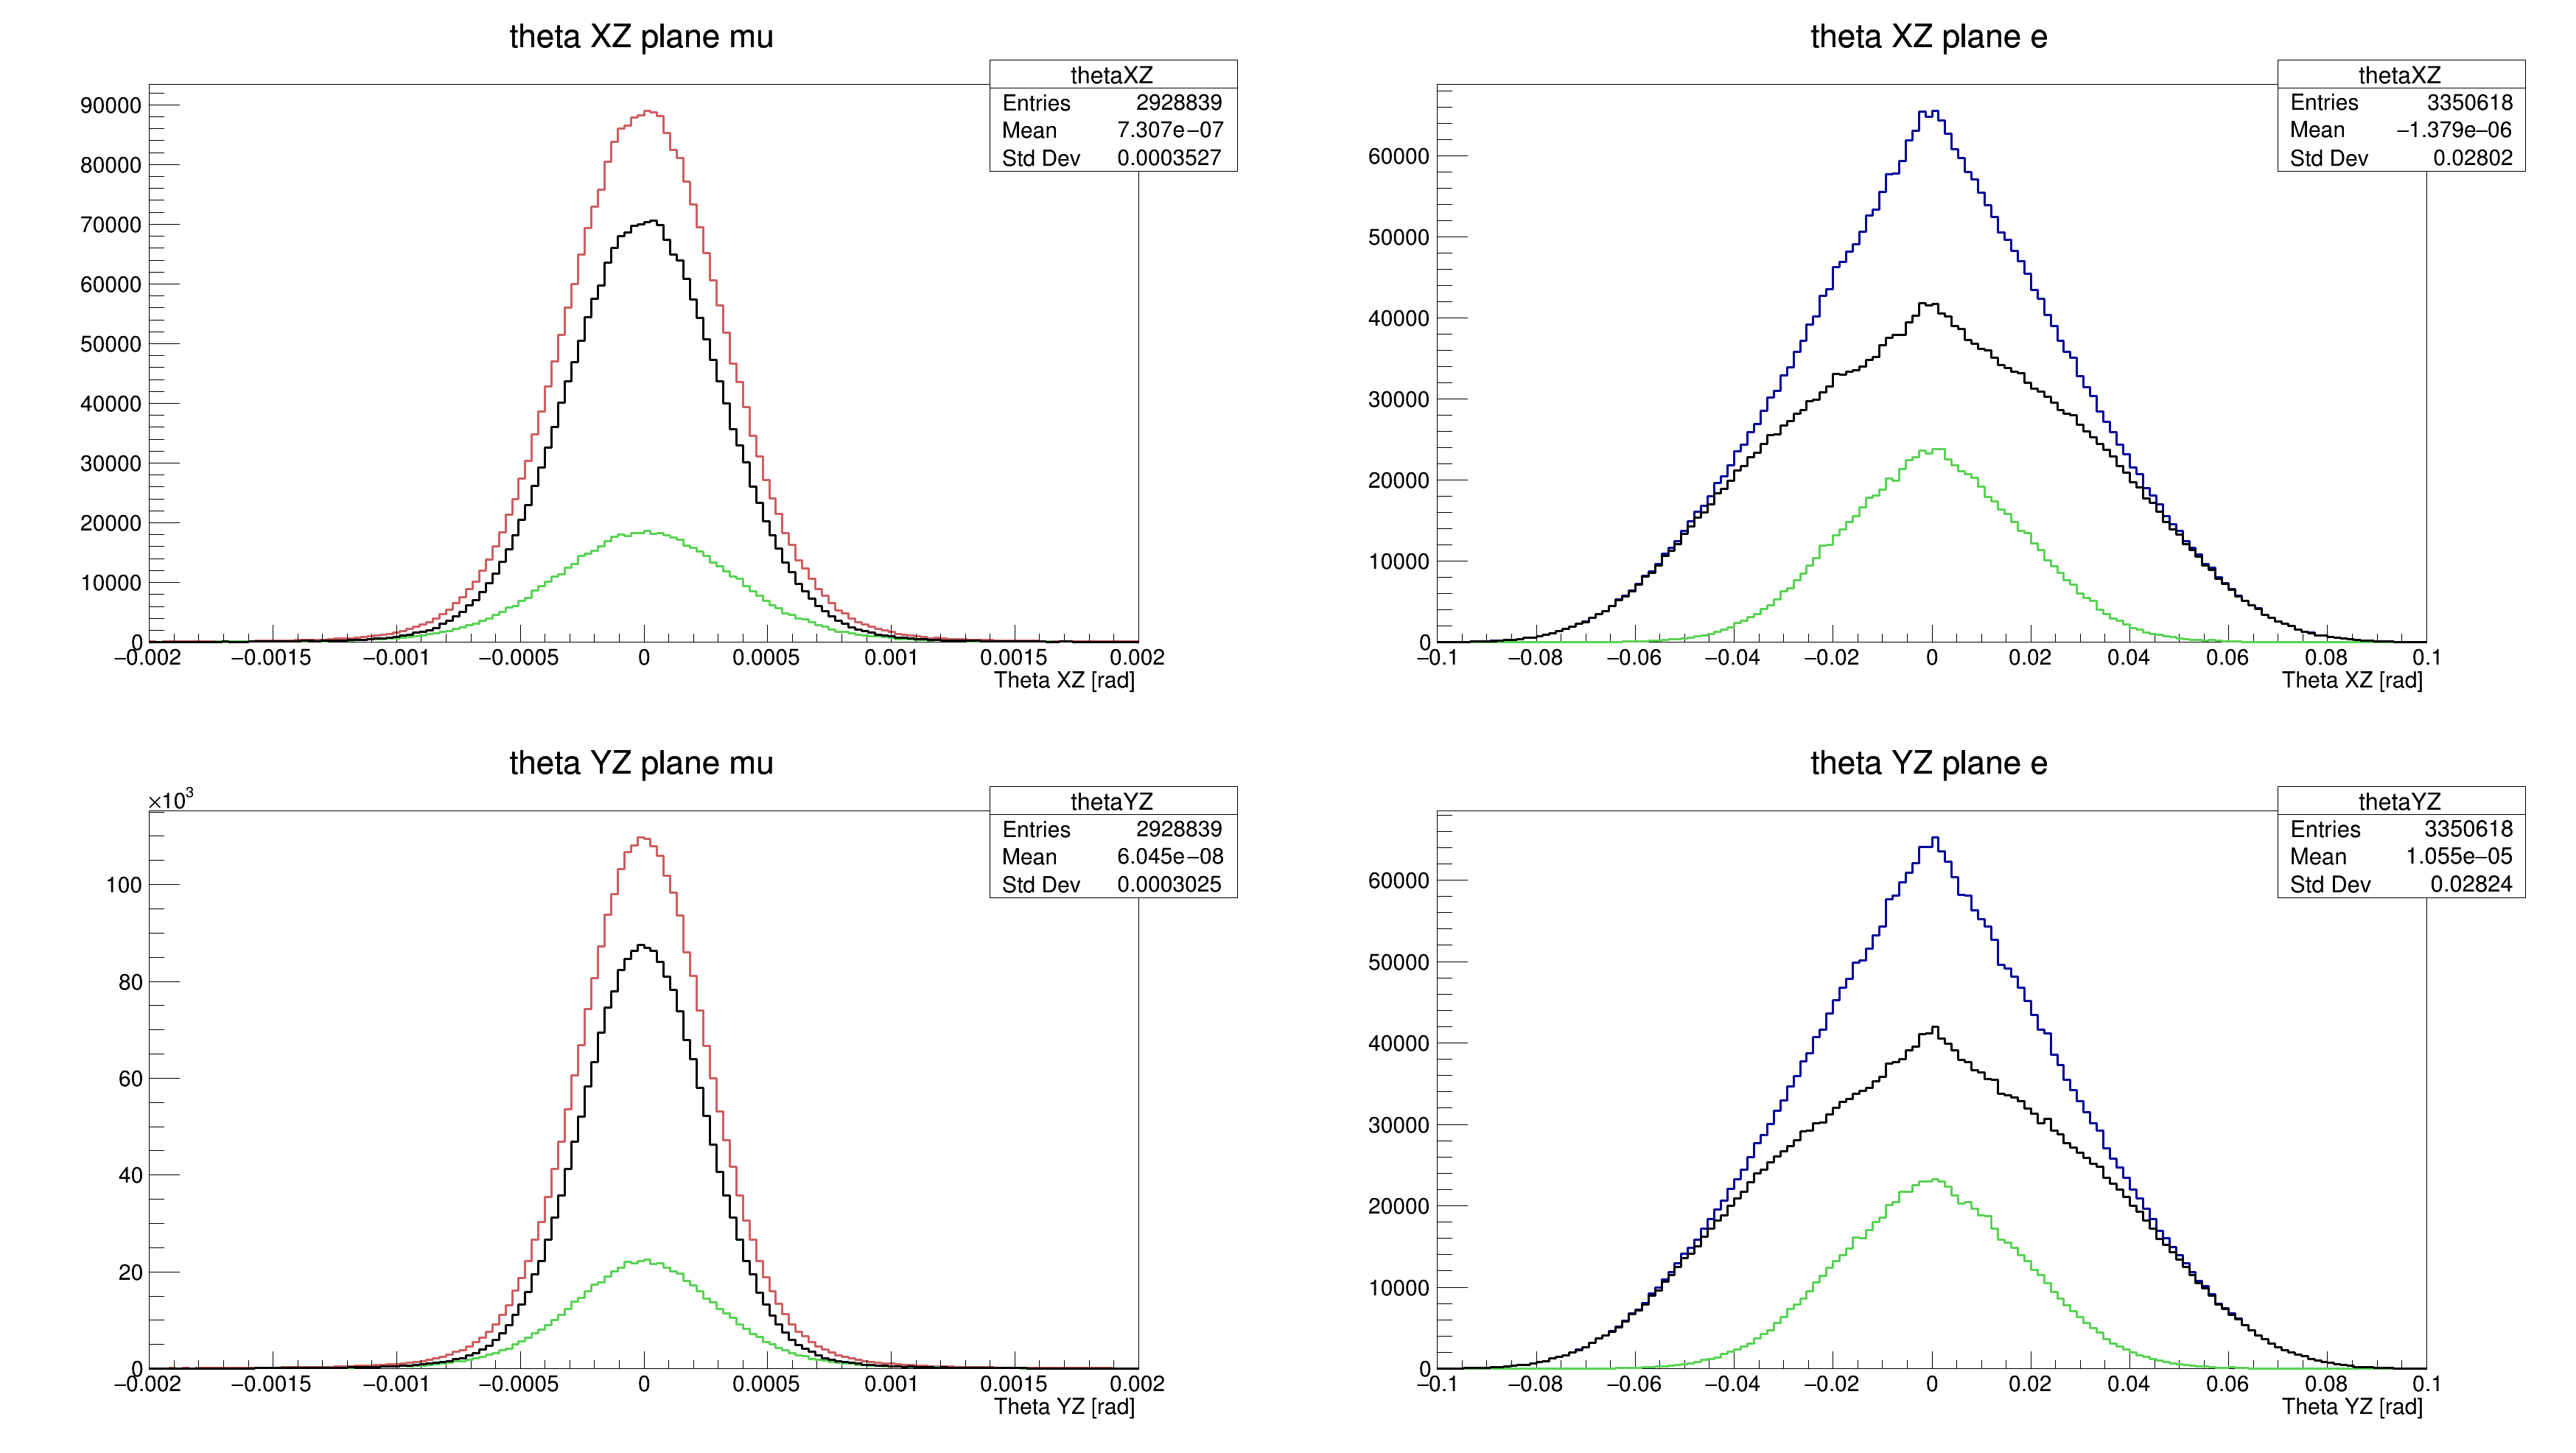 theta XZ plane mu
thetaXZ
Entries 2928839
Mean 7.307e−07
Std Dev 0.0003527
90000
80000
70000
60000
50000
40000
30000
20000
10000
0
−0.002 −0.0015 −0.001 −0.0005 0 0.0005 0.001 0.0015 0.002
Theta XZ [rad]
theta XZ plane e
thetaXZ
Entries 3350618
Mean −1.379e−06
Std Dev 0.02802
60000
50000
40000
30000
20000
10000
0
−0.1 −0.08 −0.06 −0.04 −0.02 0 0.02 0.04 0.06 0.08 0.1
Theta XZ [rad]
theta YZ plane mu
×10³
thetaYZ
Entries 2928839
Mean 6.045e−08
Std Dev 0.0003025
100
80
60
40
20
0
−0.002 −0.0015 −0.001 −0.0005 0 0.0005 0.001 0.0015 0.002
Theta YZ [rad]
theta YZ plane e
thetaYZ
Entries 3350618
Mean 1.055e−05
Std Dev 0.02824
60000
50000
40000
30000
20000
10000
0
−0.1 −0.08 −0.06 −0.04 −0.02 0 0.02 0.04 0.06 0.08 0.1
Theta YZ [rad]